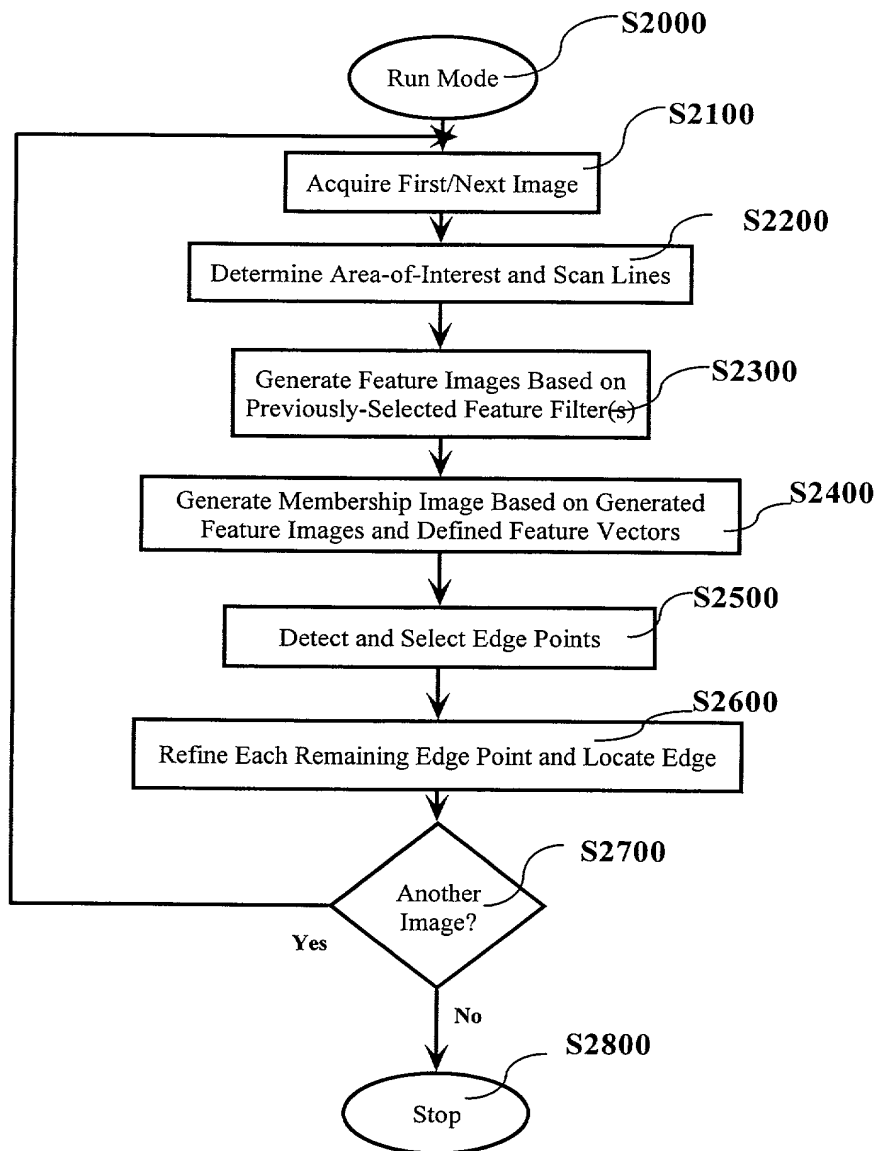 S2000
Run Mode
S2100
Acquire First/Next Image
S2200
Determine Area-of-Interest and Scan Lines
S2300
Generate Feature Images Based on
Previously-Selected Feature Filter(s)
S2400
Generate Membership Image Based on Generated
Feature Images and Defined Feature Vectors
S2500
Detect and Select Edge Points
S2600
Refine Each Remaining Edge Point and Locate Edge
S2700
Another
Image?
Yes
No
S2800
Stop